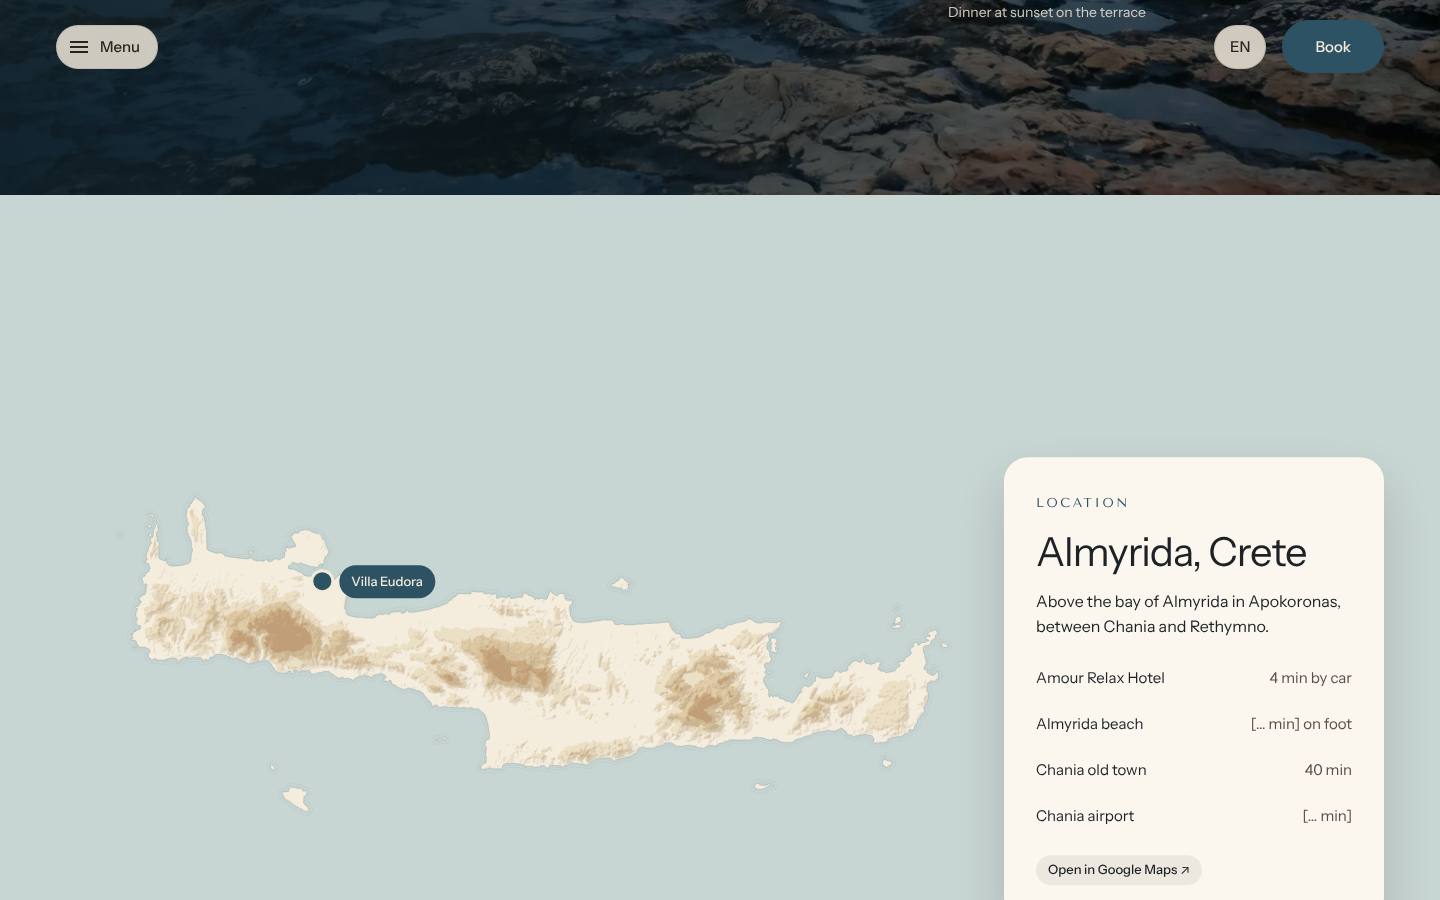 Dinner at sunset on the terrace
Menu
EN
Book
Villa Eudora
LOCATION
Almyrida, Crete
Above the bay of Almyrida in Apokoronas,
between Chania and Rethymno.
Amour Relax Hotel 4 min by car
Almyrida beach [... min] on foot
Chania old town 40 min
Chania airport [... min]
Open in Google Maps ↗